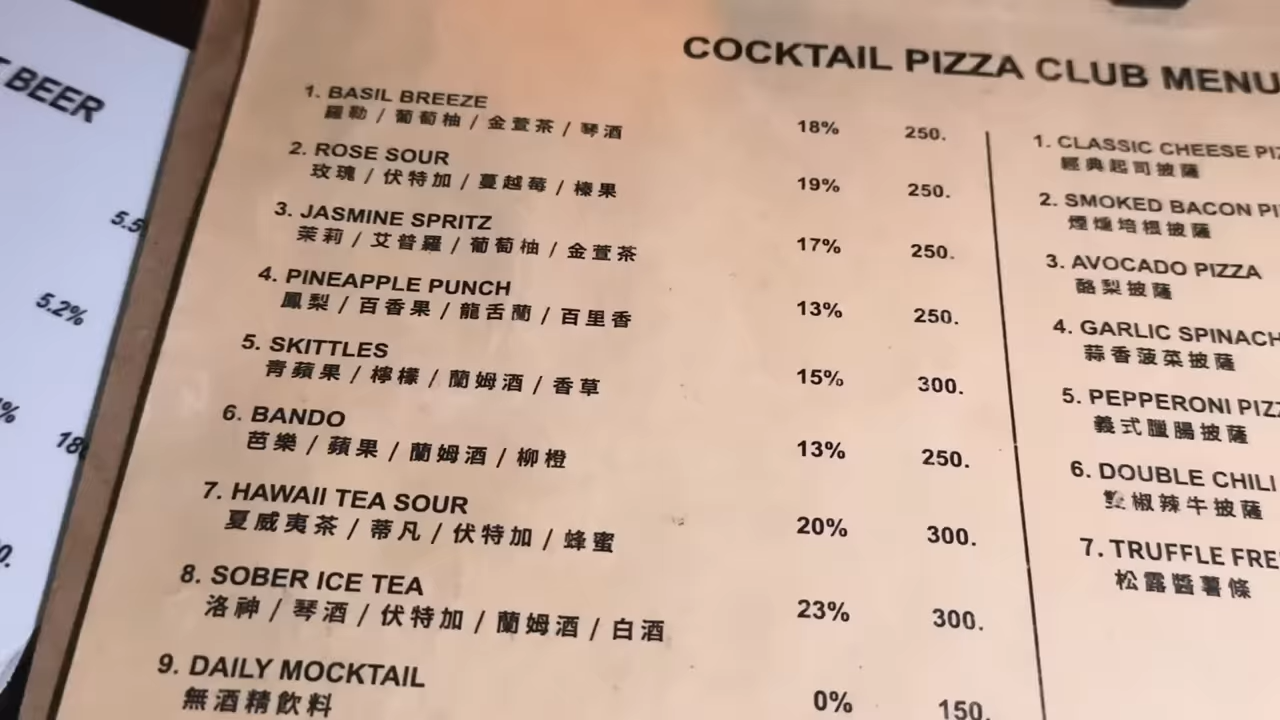 BEER
5.2%
COCKTAIL PIZZA CLUB MENU
1. BASIL BREEZE 18% 250.
羅勒 / 葡萄柚 / 金萱茶 / 琴酒
2. ROSE SOUR 19% 250.
玫瑰 / 伏特加 / 蔓越莓 / 榛果
3. JASMINE SPRITZ 17% 250.
茉莉 / 艾普羅 / 葡萄柚 / 金萱茶
4. PINEAPPLE PUNCH 13% 250.
鳳梨 / 百香果 / 龍舌蘭 / 百里香
5. SKITTLES 15% 300.
青蘋果 / 檸檬 / 蘭姆酒 / 香草
6. BANDO 13% 250.
芭樂 / 蘋果 / 蘭姆酒 / 柳橙
7. HAWAII TEA SOUR 20% 300.
夏威夷茶 / 蒂凡 / 伏特加 / 蜂蜜
8. SOBER ICE TEA 23% 300.
洛神 / 琴酒 / 伏特加 / 蘭姆酒 / 白酒
9. DAILY MOCKTAIL 0% 150.
無酒精飲料
1. CLASSIC CHEESE
經典起司披薩
2. SMOKED BACON
煙燻培根披薩
3. AVOCADO PIZZA
酪梨披薩
4. GARLIC SPINACH
蒜香菠菜披薩
5. PEPPERONI
義式臘腸披薩
6. DOUBLE CHILI
雙椒辣牛披薩
7. TRUFFLE
松露醬薯條